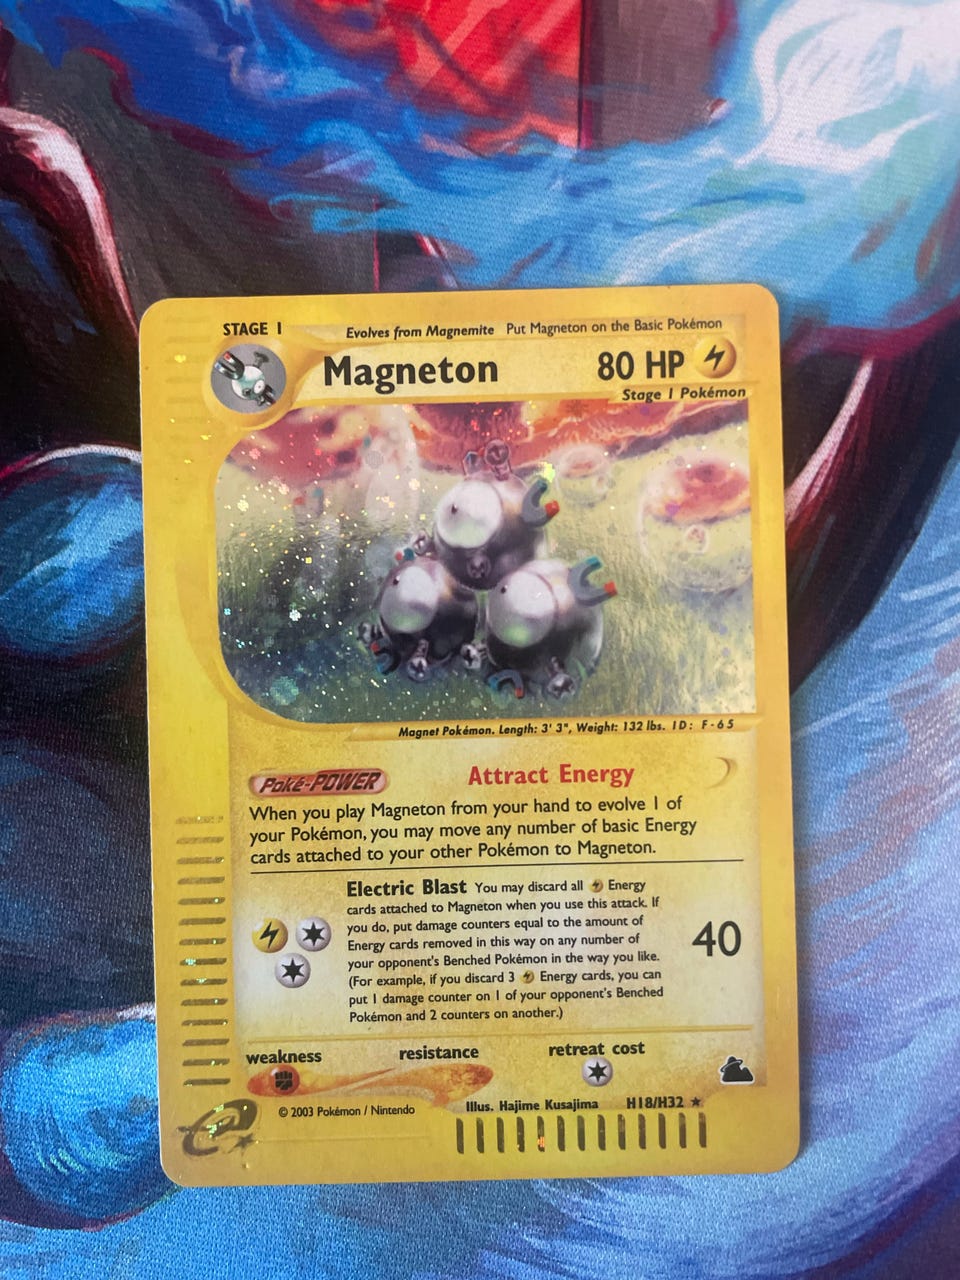 STAGE 1
Evolves from Magnemite Put Magneton on the Basic Pokémon
Magneton 80 HP
Stage 1 Pokémon
Magnet Pokémon. Length: 3' 3", Weight: 132 lbs. ID: F-65
Poké-POWER Attract Energy
When you play Magneton from your hand to evolve 1 of
your Pokémon, you may move any number of basic Energy
cards attached to your other Pokémon to Magneton.
Electric Blast You may discard all Energy
cards attached to Magneton when you use this attack. If
you do, put damage counters equal to the amount of
Energy cards removed in this way on any number of
your opponent's Benched Pokémon in the way you like.
(For example, if you discard 3 Energy cards, you can
put 1 damage counter on 1 of your opponent's Benched
Pokémon and 2 counters on another.)
40
weakness resistance retreat cost
© 2003 Pokémon / Nintendo Illus. Hajime Kusajima H18/H32 ★
e